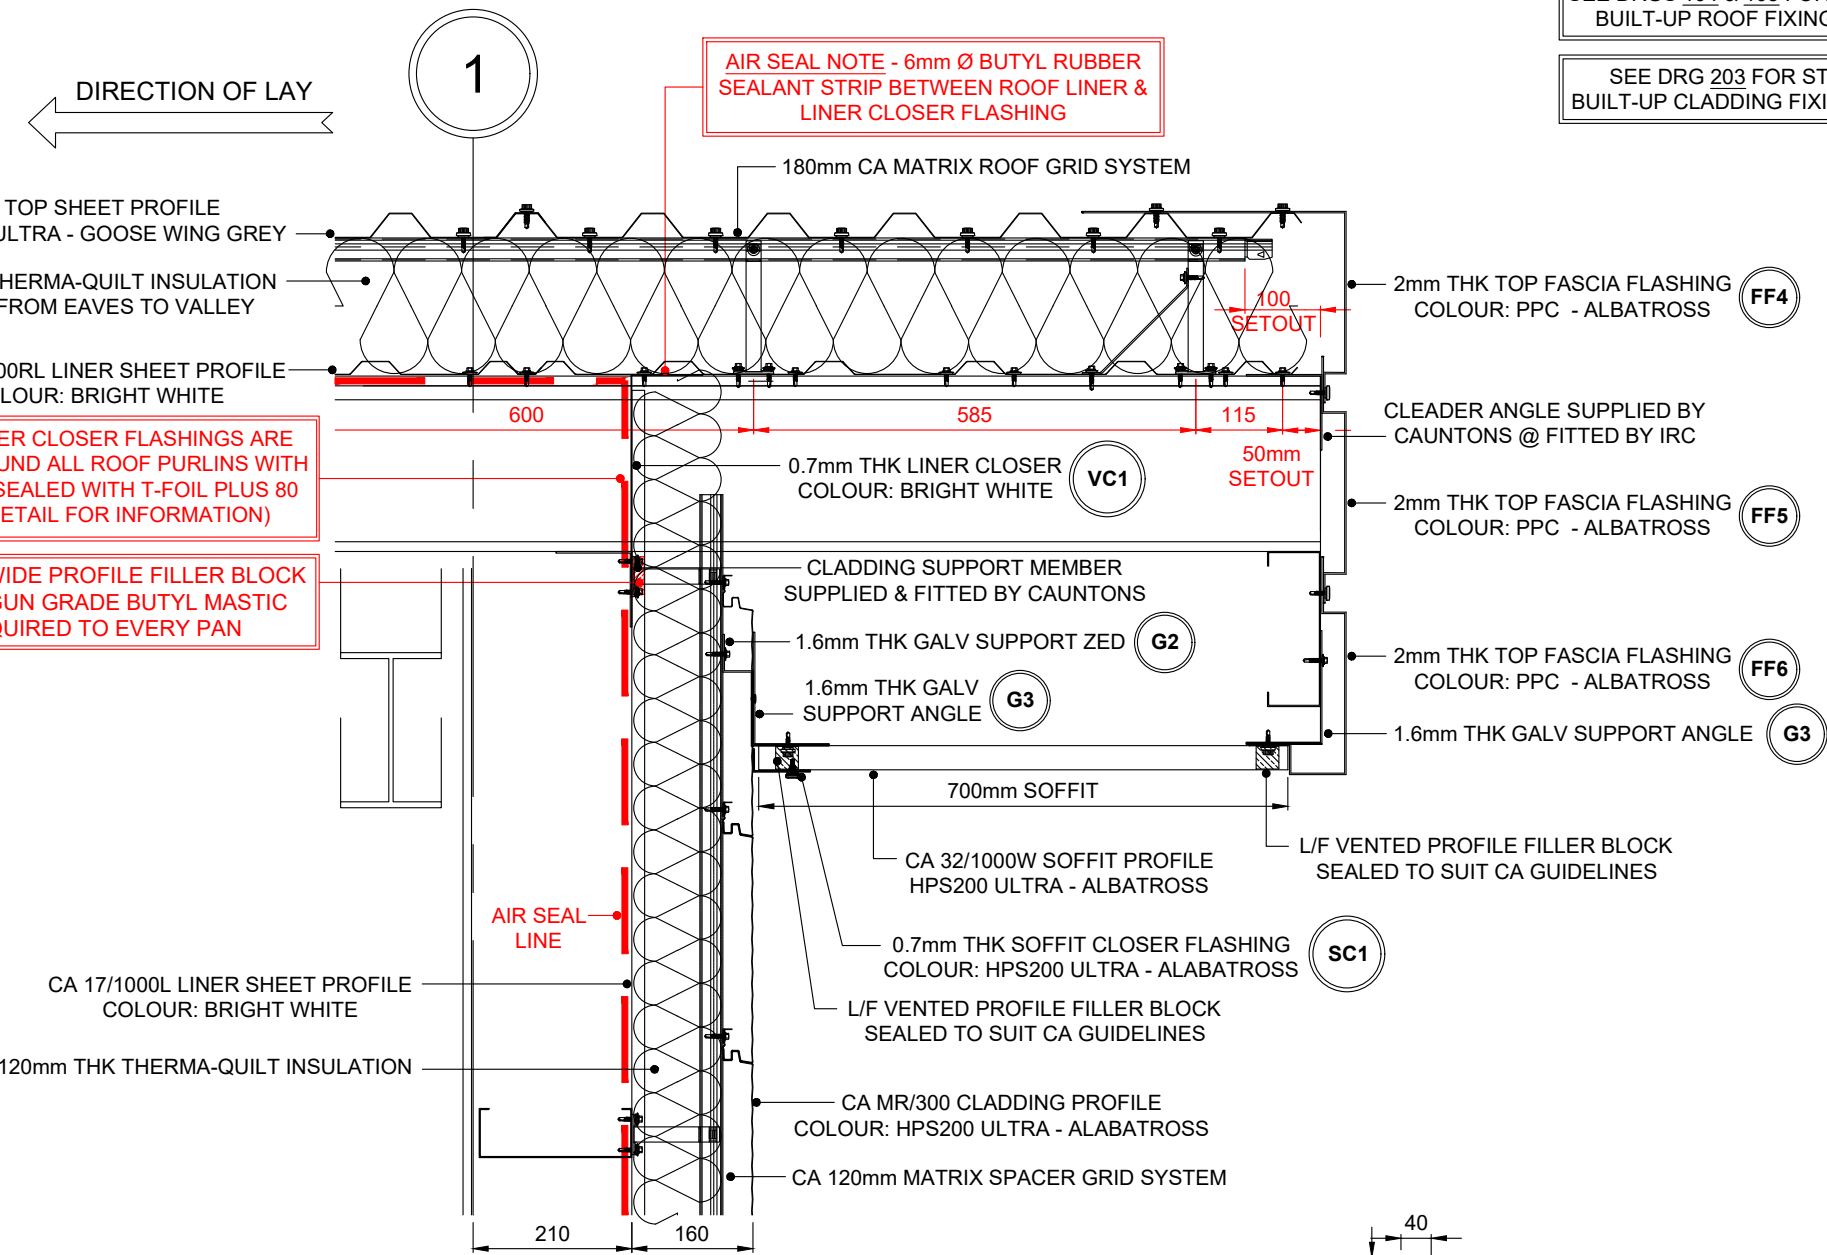 BUILT-UP ROOF FIXING
SEE DRG 203 FOR ST
BUILT-UP CLADDING FIXI
1
DIRECTION OF LAY
AIR SEAL NOTE - 6mm Ø BUTYL RUBBER
SEALANT STRIP BETWEEN ROOF LINER &
LINER CLOSER FLASHING
180mm CA MATRIX ROOF GRID SYSTEM
TOP SHEET PROFILE
ULTRA - GOOSE WING GREY
HERMA-QUILT INSULATION
FROM EAVES TO VALLEY
00RL LINER SHEET PROFILE
LOUR: BRIGHT WHITE
ER CLOSER FLASHINGS ARE
UND ALL ROOF PURLINS WITH
SEALED WITH T-FOIL PLUS 80
ETAIL FOR INFORMATION)
WIDE PROFILE FILLER BLOCK
GUN GRADE BUTYL MASTIC
QUIRED TO EVERY PAN
100
SETOUT
2mm THK TOP FASCIA FLASHING
COLOUR: PPC - ALBATROSS
FF4
600
585
115
50mm
SETOUT
CLEADER ANGLE SUPPLIED BY
CAUNTONS @ FITTED BY IRC
0.7mm THK LINER CLOSER
COLOUR: BRIGHT WHITE
VC1
2mm THK TOP FASCIA FLASHING
COLOUR: PPC - ALBATROSS
FF5
CLADDING SUPPORT MEMBER
SUPPLIED & FITTED BY CAUNTONS
1.6mm THK GALV SUPPORT ZED
G2
1.6mm THK GALV
SUPPORT ANGLE
G3
2mm THK TOP FASCIA FLASHING
COLOUR: PPC - ALBATROSS
FF6
1.6mm THK GALV SUPPORT ANGLE
G3
700mm SOFFIT
CA 32/1000W SOFFIT PROFILE
HPS200 ULTRA - ALBATROSS
L/F VENTED PROFILE FILLER BLOCK
SEALED TO SUIT CA GUIDELINES
AIR SEAL
LINE
0.7mm THK SOFFIT CLOSER FLASHING
COLOUR: HPS200 ULTRA - ALABATROSS
SC1
CA 17/1000L LINER SHEET PROFILE
COLOUR: BRIGHT WHITE
L/F VENTED PROFILE FILLER BLOCK
SEALED TO SUIT CA GUIDELINES
120mm THK THERMA-QUILT INSULATION
CA MR/300 CLADDING PROFILE
COLOUR: HPS200 ULTRA - ALABATROSS
CA 120mm MATRIX SPACER GRID SYSTEM
210
160
40